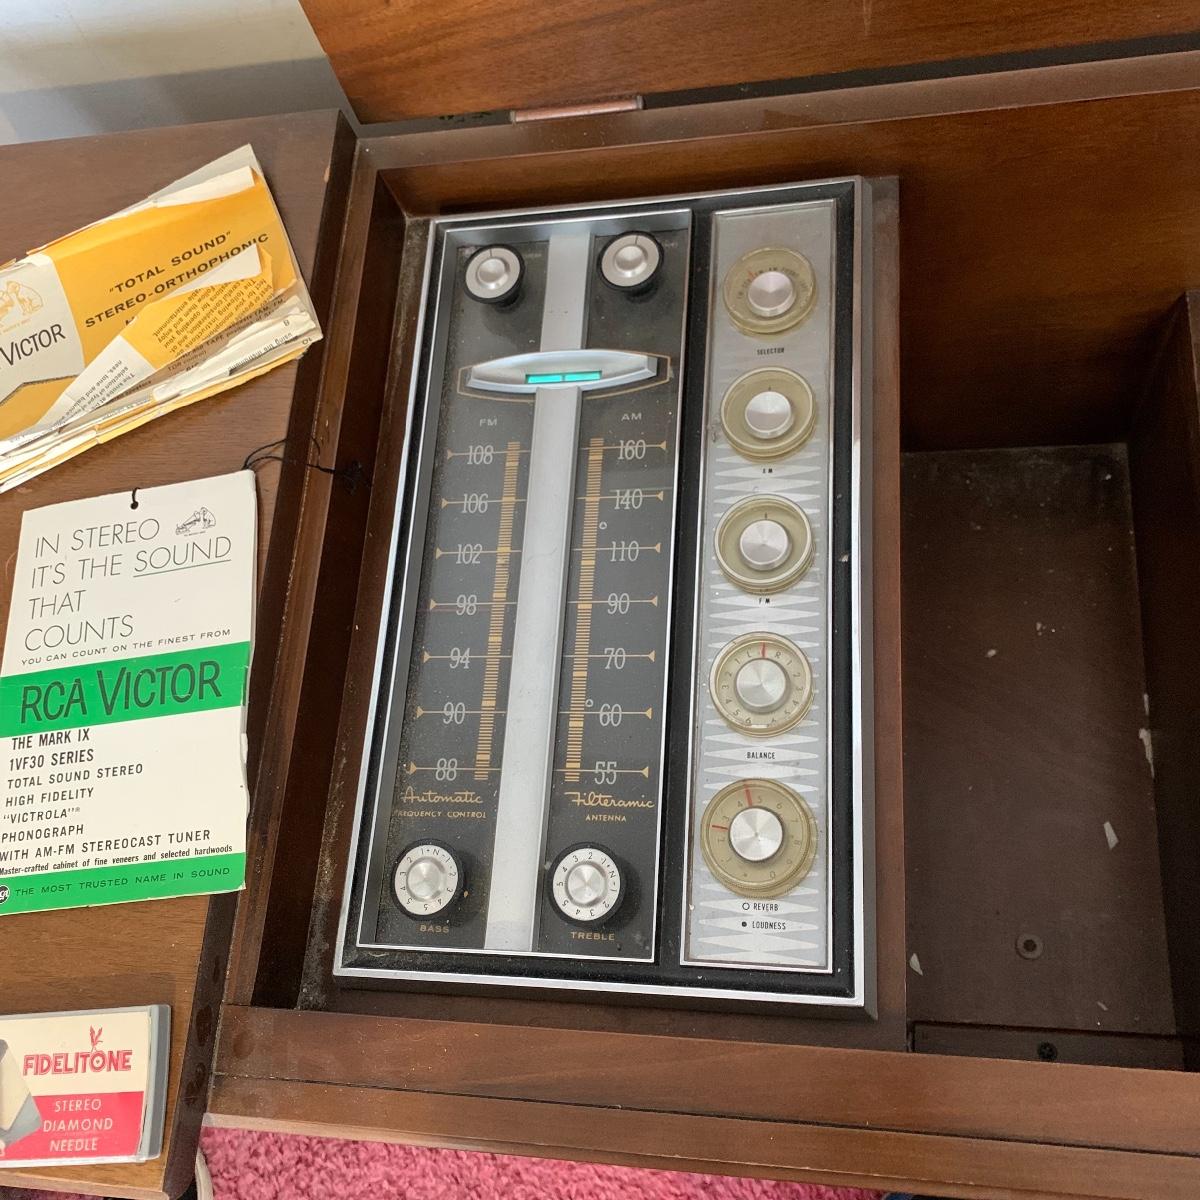 "TOTAL SOUND"
STEREO-ORTHOPHONIC
VICTOR
IN STEREO
IT'S THE SOUND
THAT
COUNTS
YOU CAN COUNT ON THE FINEST FROM
RCA VICTOR
THE MARK IX
1VF30 SERIES
TOTAL SOUND STEREO
HIGH FIDELITY
"VICTROLA"®
PHONOGRAPH
WITH AM-FM STEREOCAST TUNER
Master-crafted cabinet of fine veneers and selected hardwoods
THE MOST TRUSTED NAME IN SOUND
FIDELITONE
STEREO
DIAMOND
NEEDLE
FM AM
108 160
106 140
102 110
98 90
94 70
90 60
88 55
Automatic Filteramic
FREQUENCY CONTROL ANTENNA
BASS TREBLE
SELECTOR
AM
FM
BALANCE
REVERB
LOUDNESS